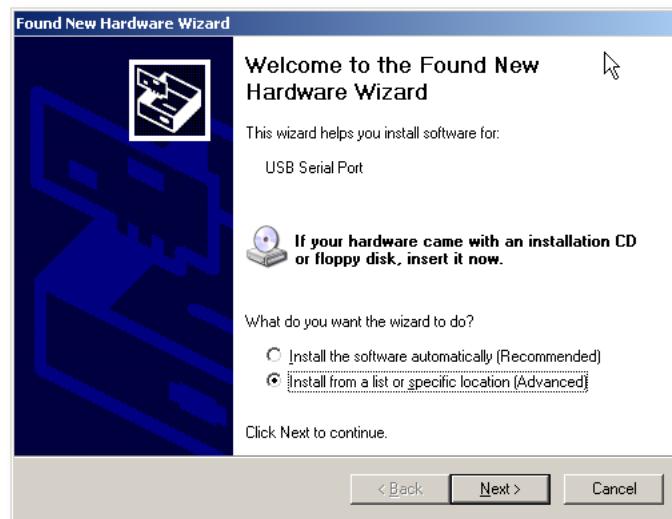 Found New Hardware Wizard
Welcome to the Found New
Hardware Wizard
This wizard helps you install software for:
USB Serial Port
If your hardware came with an installation CD
or floppy disk, insert it now.
What do you want the wizard to do?
Install the software automatically (Recommended)
Install from a list or specific location (Advanced)
Click Next to continue.
< Back
Next >
Cancel